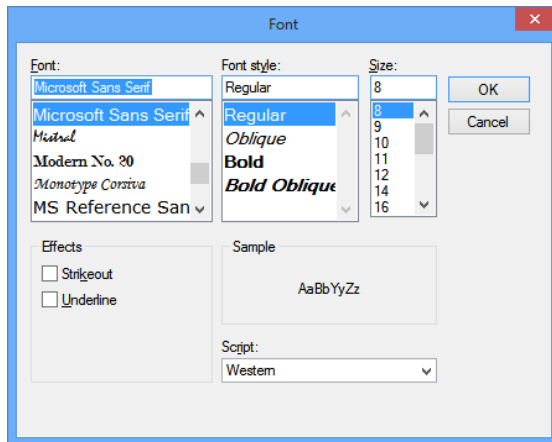 Font
Font:
Font style:
Size:
Microsoft Sans Serif
Regular
8
OK
Cancel
Microsoft Sans Serif
Mistral
Modern No. 20
Monotype Corsiva
MS Reference San
Regular
Oblique
Bold
Bold Oblique
8
9
10
11
12
14
16
Effects
Strikeout
Underline
Sample
AaBbYyZz
Script:
Western